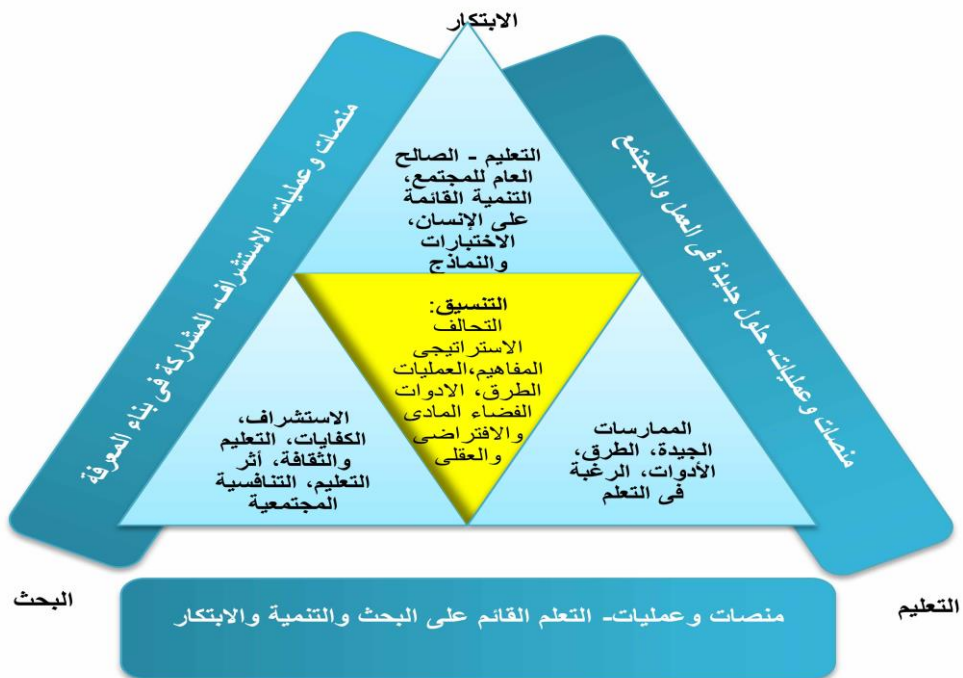 الابتكار
منصات وعمليات- الاستشراف- المشاركة فى بناء المعرفة
منصات وعمليات- حلول جديدة فى العمل والمجتمع
التعليم - الصالح
العام للمجتمع،
التنمية القائمة
على الإنسان،
الاختبارات
والنماذج
التنسيق:
التحالف
الاستراتيجى
المفاهيم،العمليات
الطرق، الادوات
الفضاء المادى
والافتراضى
والعقلى
الممارسات
الجيدة، الطرق،
الأدوات، الرغبة
فى التعلم
الاستشراف،
الكفايات، التعليم
والثقافة، أثر
التعليم، التنافسية
المجتمعية
التعليم
البحث
منصات وعمليات- التعلم القائم على البحث والتنمية والابتكار